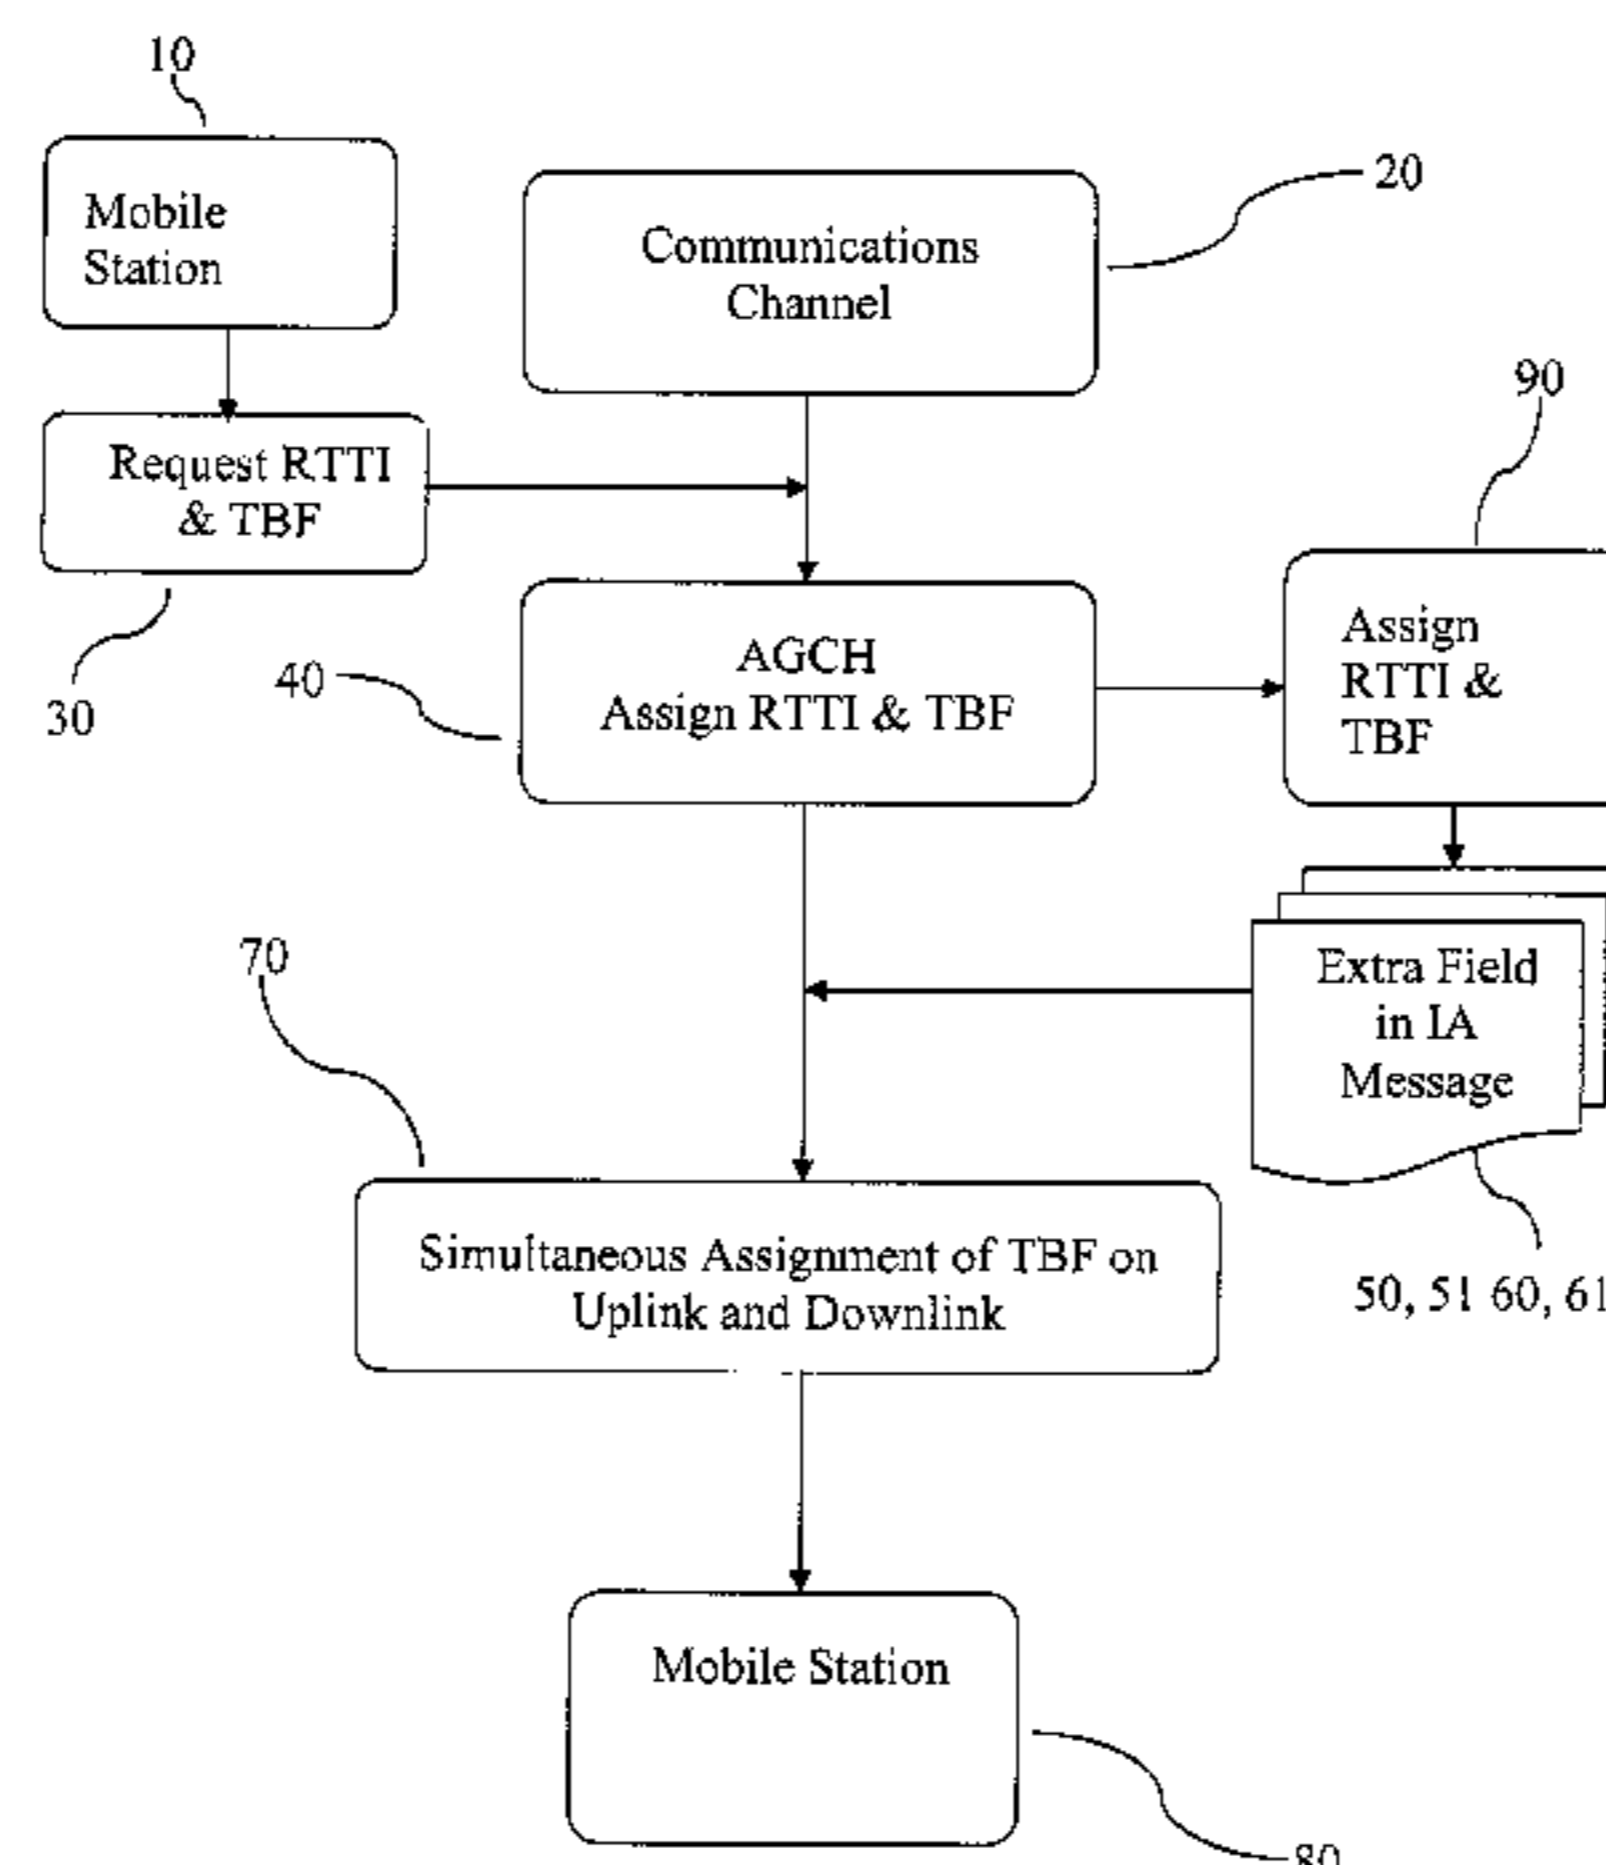 10
Mobile
Station
Communications
Channel
20
90
Request RTTI
& TBF
30
40
AGCH
Assign RTTI & TBF
Assign
RTTI &
TBF
70
Extra Field
in IA
Message
50, 51 60, 61
Simultaneous Assignment of TBF on
Uplink and Downlink
Mobile Station
80